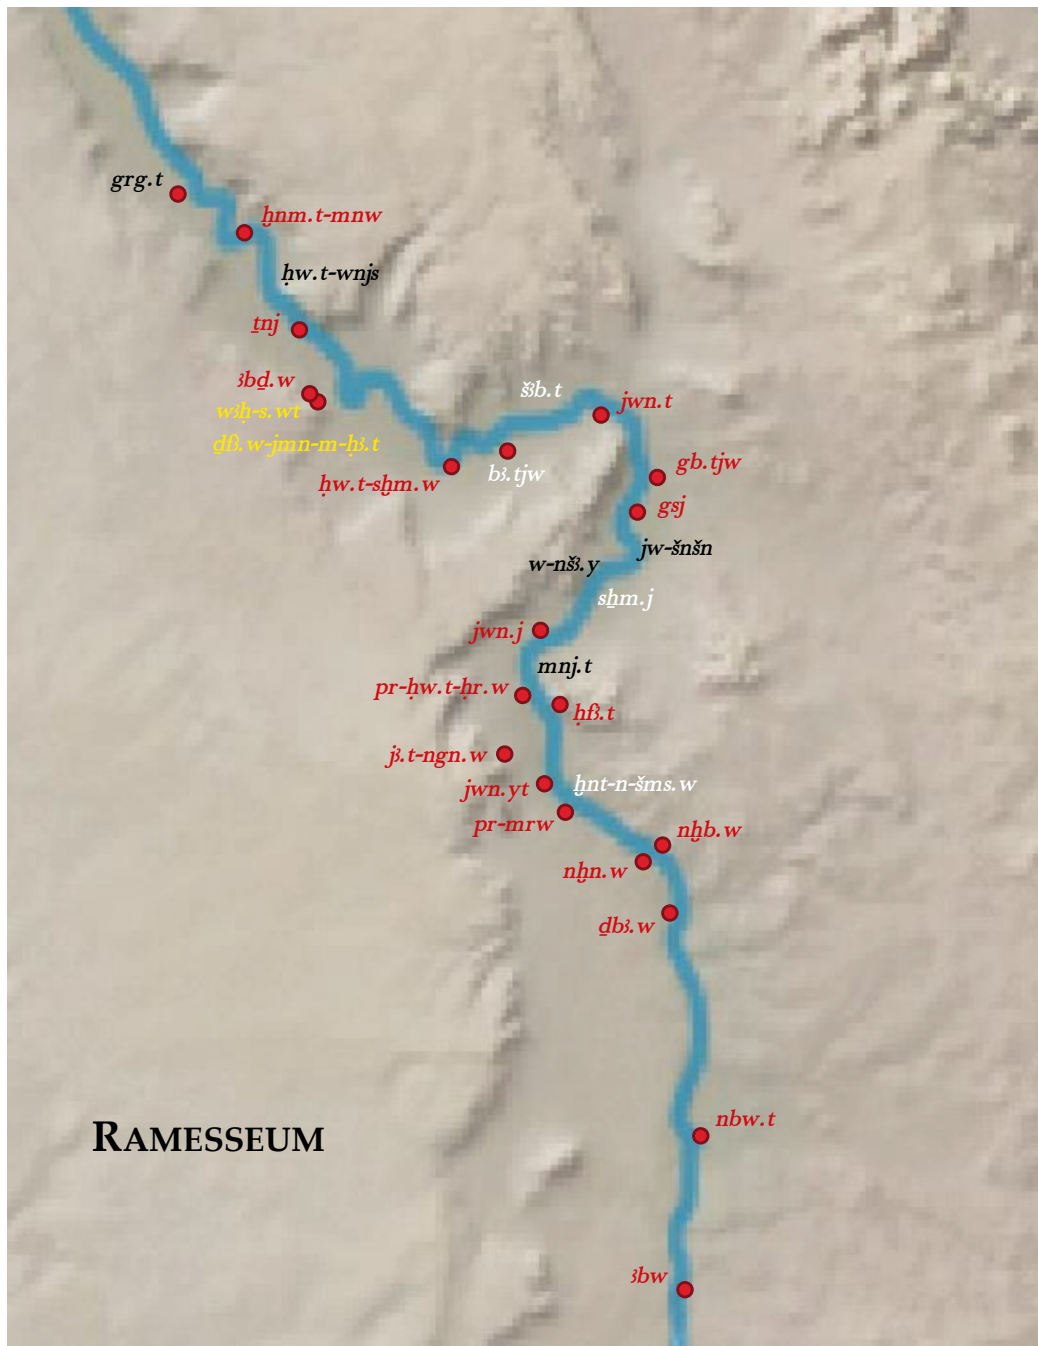 grg.t
ẖnm.t-mnw
ḥw.t-wnjs
ṯnj
ꜣbḏ.w
wꜣḥ-s.wt
ḏfꜣ.w-jmn-m-ḥꜣ.t
šꜣb.t
jwn.t
bꜣ.tjw
ḥw.t-sḫm.w
gb.tjw
gsj
jw-šnšn
w-nšꜣ.y
sḫm.j
jwn.j
mnj.t
pr-ḥw.t-ḥr.w
ḥfꜣ.t
jꜣ.t-ngn.w
jwn.yt
ḫnt-n-šms.w
pr-mrw
nḫb.w
nḫn.w
ḏbꜣ.w
nbw.t
RAMESSEUM
ꜣbw